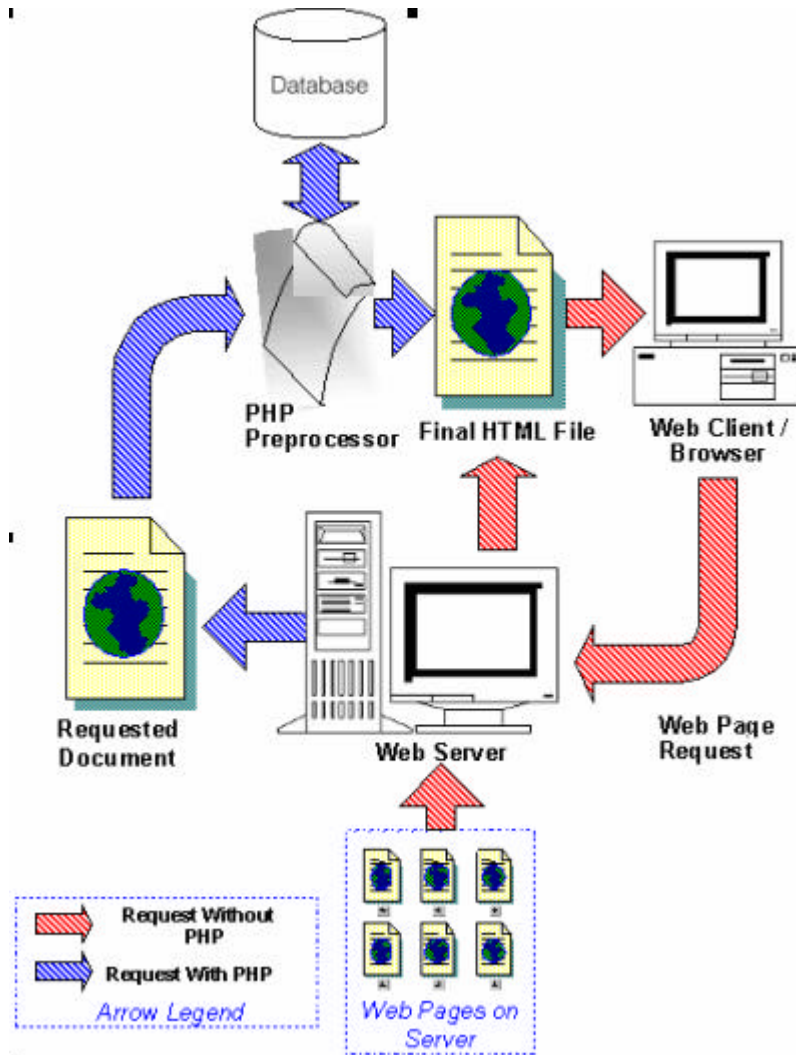 Database
PHP
Preprocessor
Final HTML File
Web Client /
Browser
Requested
Document
Web Server
Web Page
Request
Request Without
PHP
Request With PHP
Arrow Legend
Web Pages on
Server